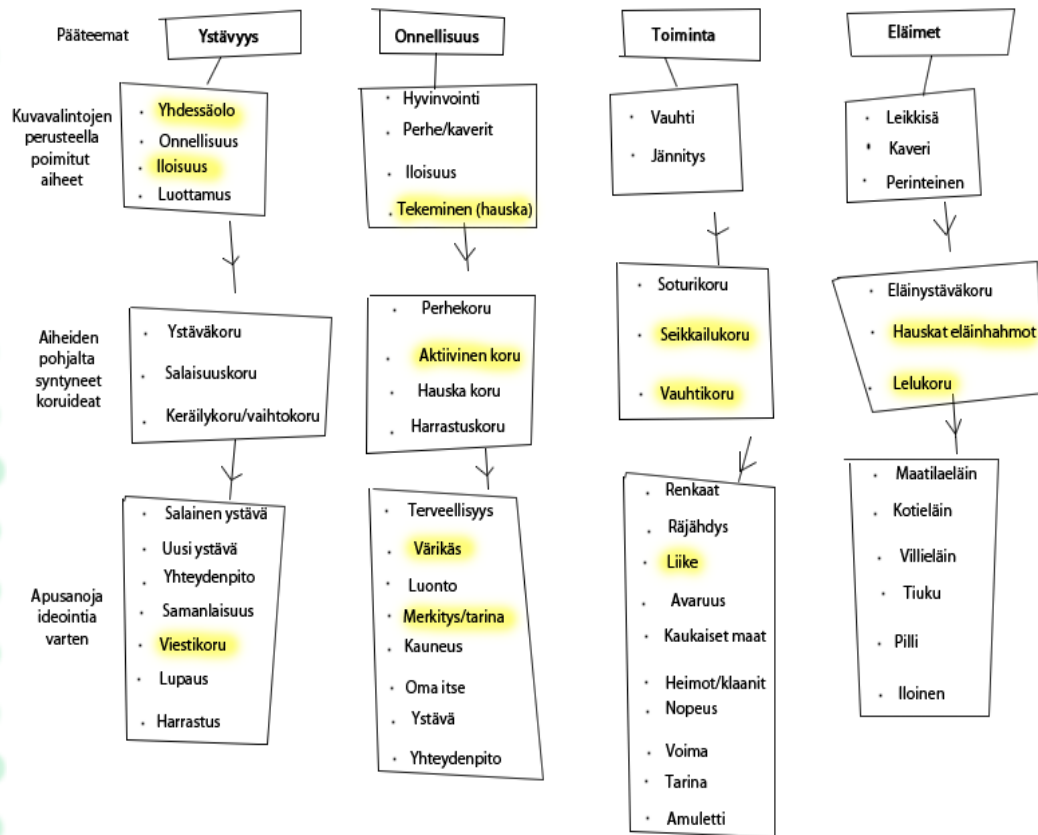 Pääteemat
Ystävyys
Onnellisuus
Toiminta
Eläimet
Kuvavalintojen
perusteella
poimitut
aiheet
Yhdessäolo
Onnellisuus
Iloisuus
Luottamus
Hyvinvointi
Perhe/kaverit
Iloisuus
Tekeminen (hauska)
Vauhti
Jännitys
Leikkisä
Kaveri
Perinteinen
Aiheiden
pohjalta
syntyneet
koruideat
Ystäväkoru
Salaisuuskoru
Keräilykoru/vaihtokoru
Perhekoru
Aktiivinen koru
Hauska koru
Harrastuskoru
Soturikoru
Seikkailukoru
Vauhtikoru
Eläinystäväkoru
Hauskat eläinhahmot
Lelukoru
Apusanoja
ideointia
varten
Salainen ystävä
Uusi ystävä
Yhteydenpito
Samanlaisuus
Viestikoru
Lupaus
Harrastus
Terveellisyys
Värikäs
Luonto
Merkitys/tarina
Kauneus
Oma itse
Ystävä
Yhteydenpito
Renkaat
Räjähdys
Liike
Avaruus
Kaukaiset maat
Heimot/klaanit
Nopeus
Voima
Tarina
Amuletti
Maatilaeläin
Kotieläin
Villieläin
Tiuku
Pilli
Iloinen